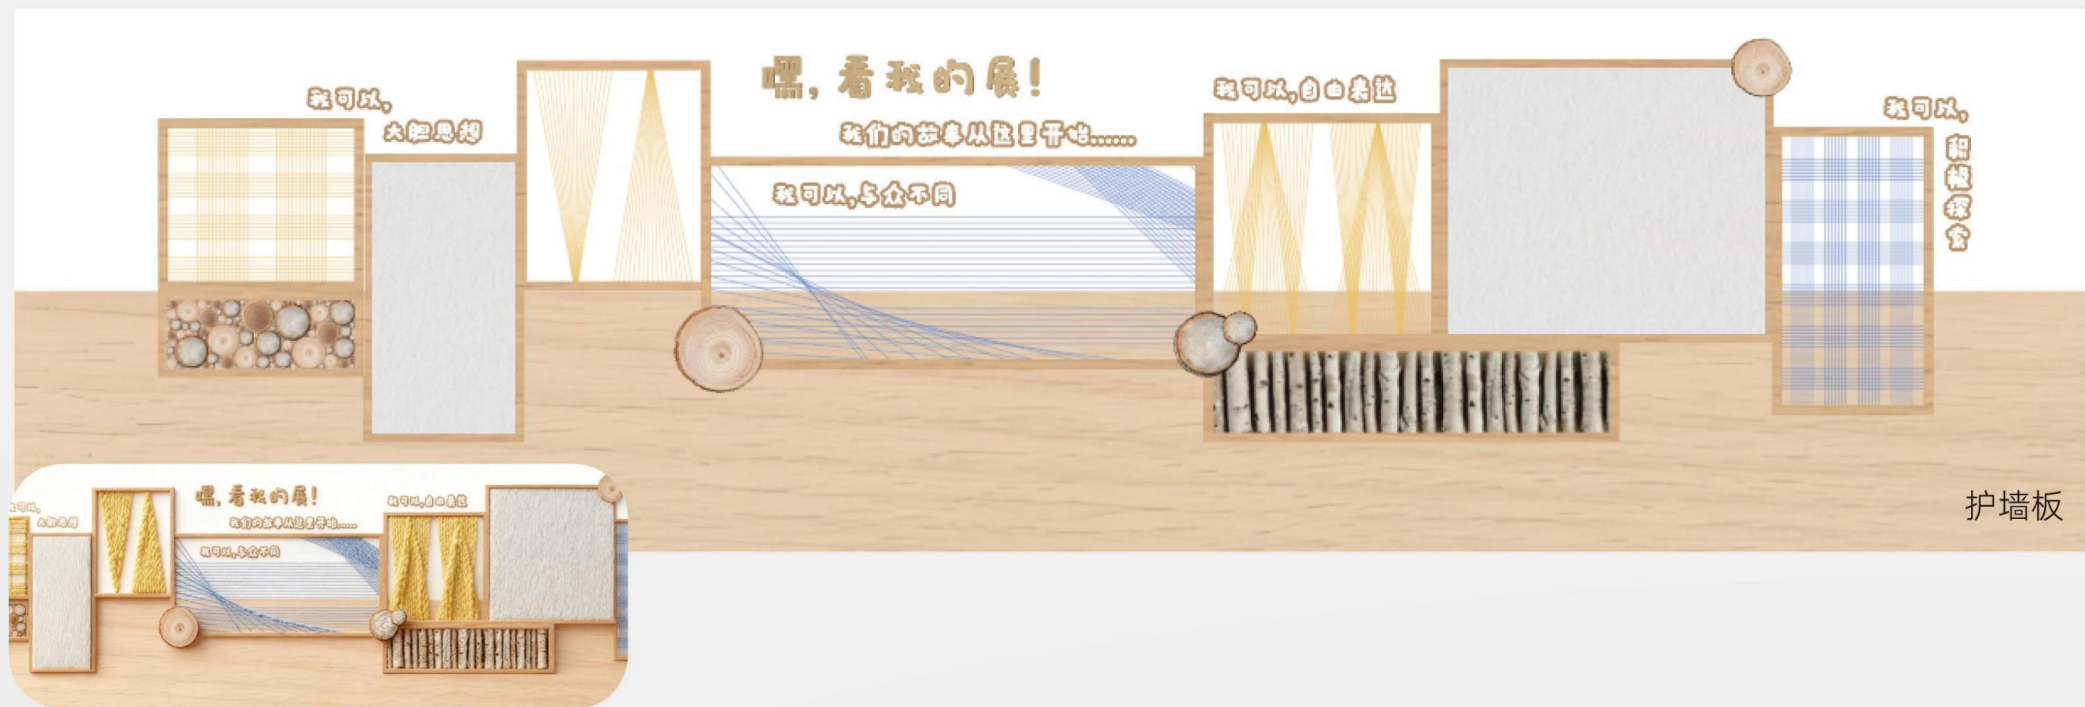 嘿,看我的展!
我们的故事从这里开始......
我可以,
大胆思想
我可以,与众不同
我可以,自由表达
我可以,
积极探索
护墙板
我可以,
大胆思想
嘿,看我的展!
我们的故事从这里开始......
我可以,与众不同
我可以,自由表达